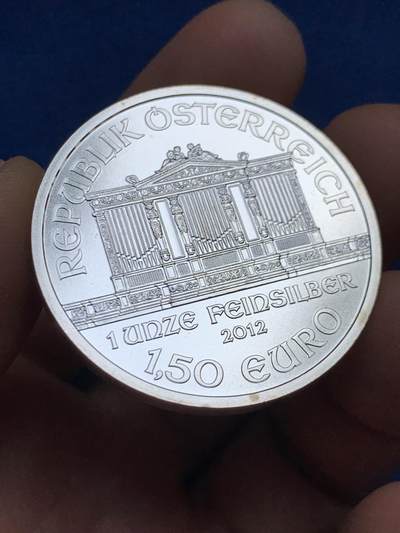 REPUBLIK ÖSTERREICH
1 UNZE FEINSILBER
2012
1,50 EURO